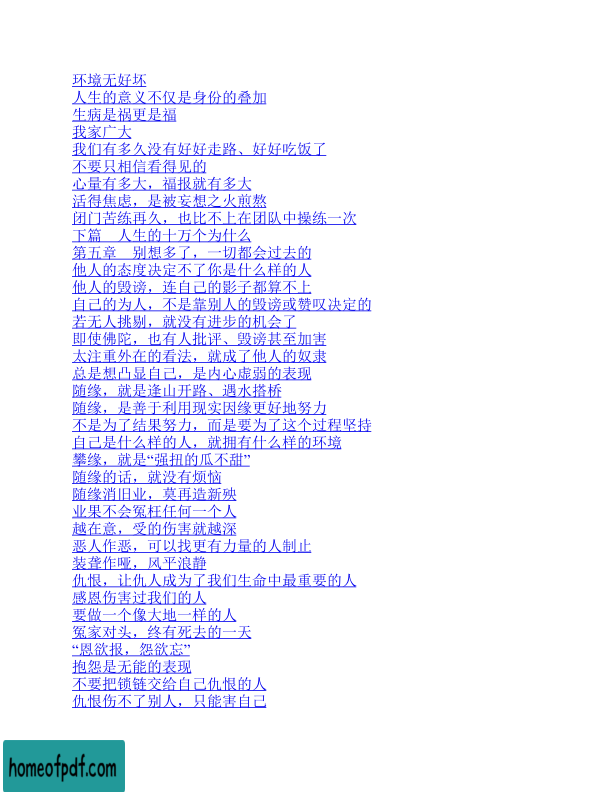 环境无好坏
人生的意义不仅是身份的叠加
生病是祸更是福
我家广大
我们有多久没有好好走路、好好吃饭了
不要只相信看得见的
心量有多大，福报就有多大
活得焦虑，是被妄想之火煎熬
闭门苦练再久，也比不上在团队中操练一次
下篇　人生的十万个为什么
第五章　别想多了，一切都会过去的
他人的态度决定不了你是什么样的人
他人的毁谤，连自己的影子都算不上
自己的为人，不是靠别人的毁谤或赞叹决定的
若无人挑剔，就没有进步的机会了
即使佛陀，也有人批评、毁谤甚至加害
太注重外在的看法，就成了他人的奴隶
总是想凸显自己，是内心虚弱的表现
随缘，就是逢山开路、遇水搭桥
随缘，是善于利用现实因缘更好地努力
不是为了结果努力，而是要为了这个过程坚持
自己是什么样的人，就拥有什么样的环境
攀缘，就是“强扭的瓜不甜”
随缘的话，就没有烦恼
随缘消旧业，莫再造新殃
业果不会冤枉任何一个人
越在意，受的伤害就越深
恶人作恶，可以找更有力量的人制止
装聋作哑，风平浪静
仇恨，让仇人成为了我们生命中最重要的人
感恩伤害过我们的人
要做一个像大地一样的人
冤家对头，终有死去的一天
“恩欲报，怨欲忘”
抱怨是无能的表现
不要把锁链交给自己仇恨的人
仇恨伤不了别人，只能害自己
homeofpdf.com